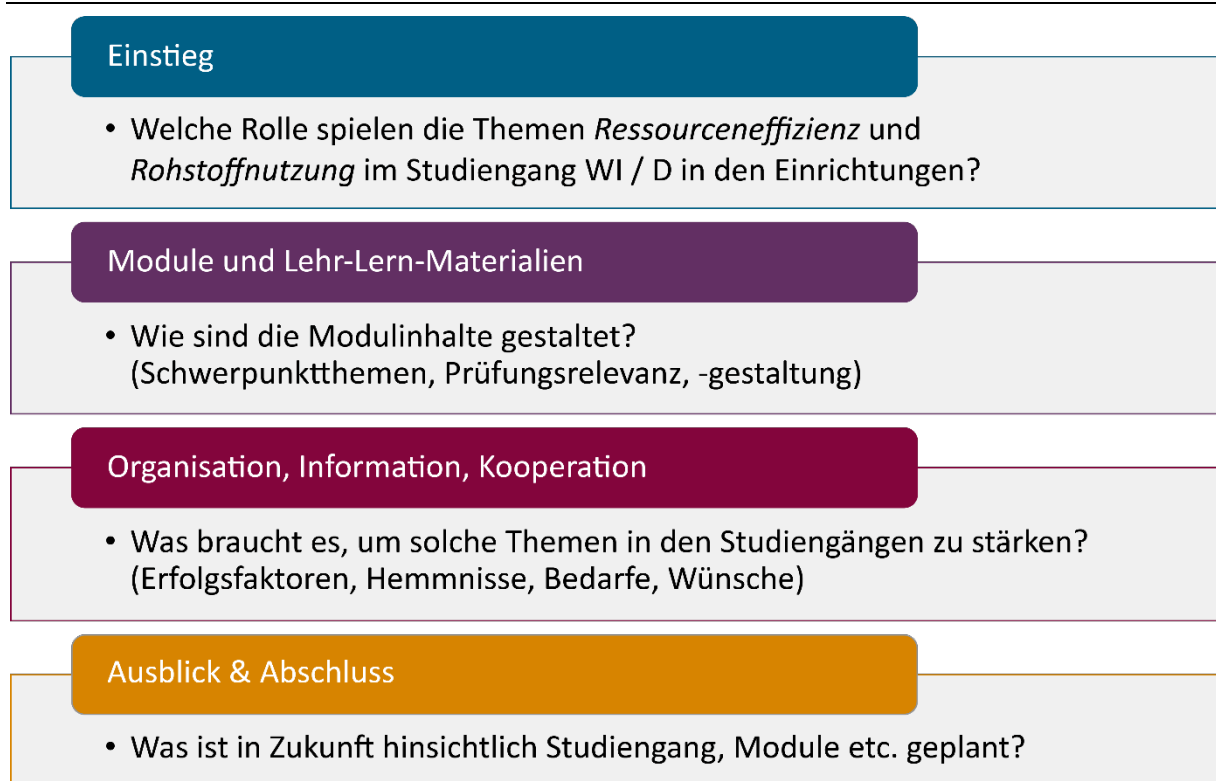 Einstieg
• Welche Rolle spielen die Themen Ressourceneffizienz und
Rohstoffnutzung im Studiengang WI / D in den Einrichtungen?
Module und Lehr-Lern-Materialien
• Wie sind die Modulinhalte gestaltet?
(Schwerpunktthemen, Prüfungsrelevanz, -gestaltung)
Organisation, Information, Kooperation
• Was braucht es, um solche Themen in den Studiengängen zu stärken?
(Erfolgsfaktoren, Hemmnisse, Bedarfe, Wünsche)
Ausblick & Abschluss
• Was ist in Zukunft hinsichtlich Studiengang, Module etc. geplant?